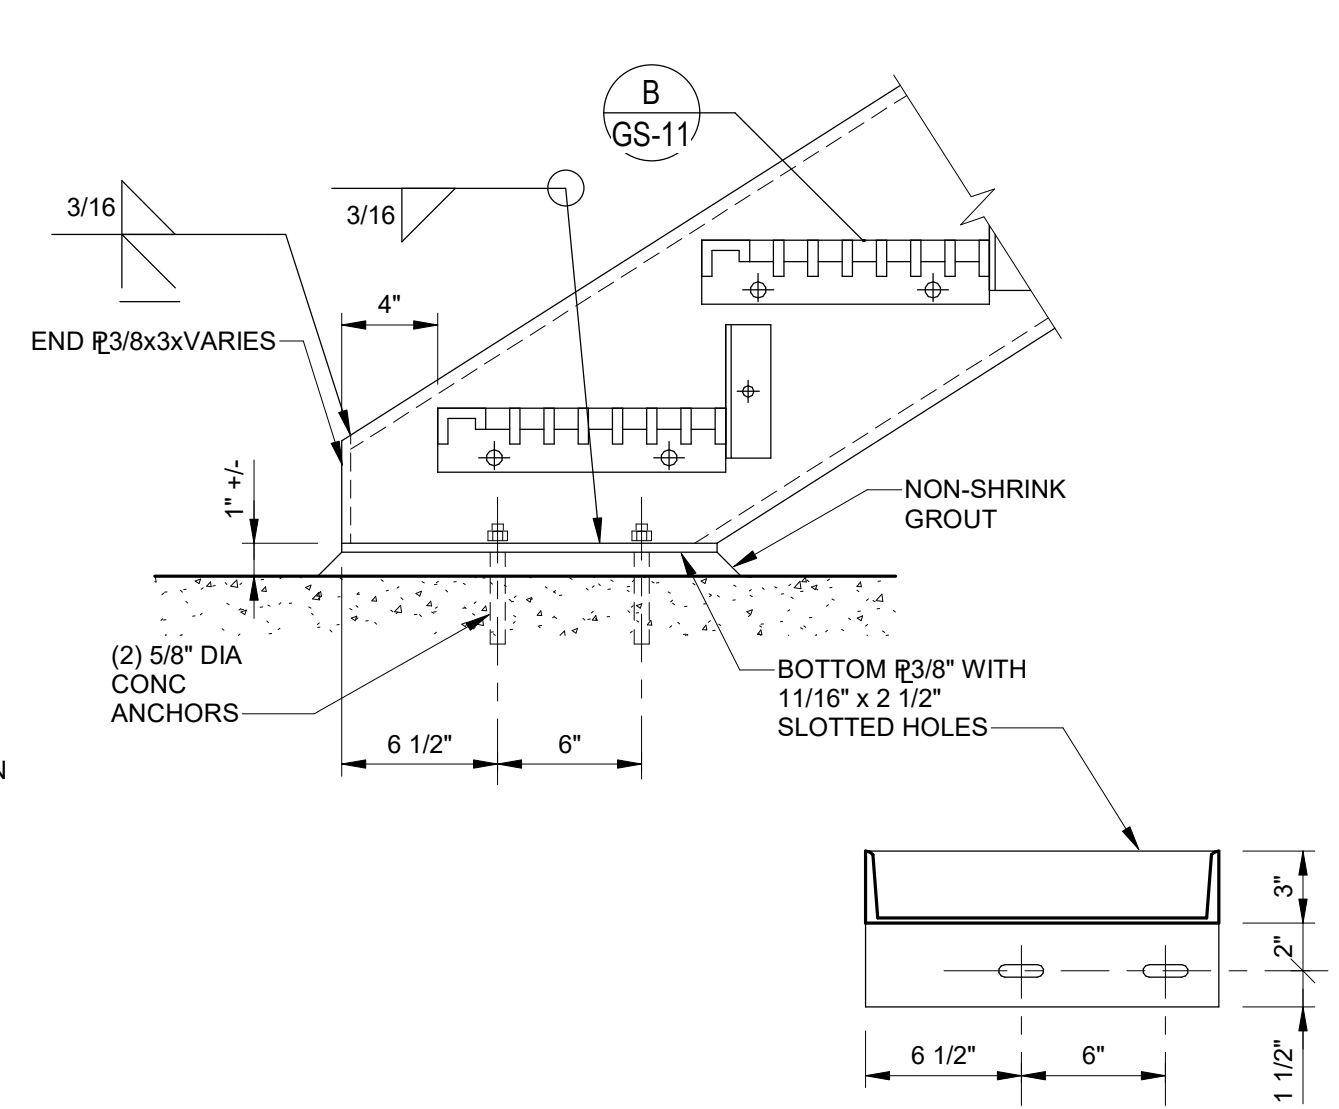 B
GS-11
3/16
3/16
4"
END PL3/8x3xVARIES
1" +/-
NON-SHRINK
GROUT
(2) 5/8" DIA
CONC
ANCHORS
BOTTOM PL3/8" WITH
11/16" x 2 1/2"
SLOTTED HOLES
6 1/2"
6"
N
3"
2"
1 1/2"
6 1/2"
6"